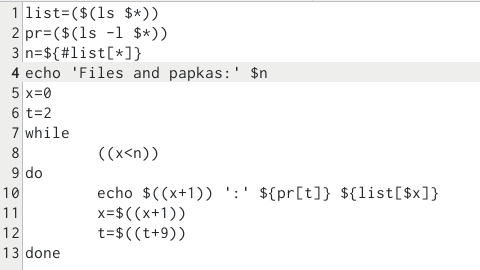 1 list=($(ls $*))
2 pr=($(ls -l $*))
3 n=${#list[*]}
4 echo 'Files and papkas:' $n
5 x=0
6 t=2
7 while
8 ((x<n))
9 do
10 echo $((x+1)) ':' ${pr[t]} ${list[$x]}
11 x=$((x+1))
12 t=$((t+9))
13 done